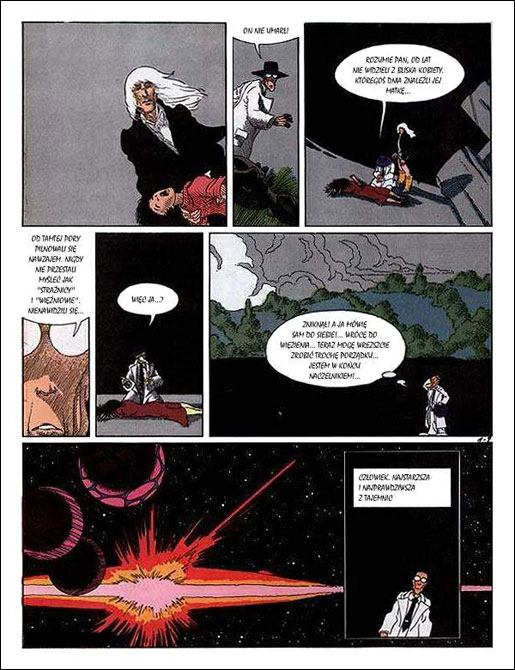 ON NIE UMARŁ!
ROZUMIE PAN, OD LAT
NIE WIDZIELI Z BLISKA KOBIETY.
KTÓREGOŚ DNIA ZNALEŹLI JEJ
MATKĘ...
OD TAMTEJ PORY
PILNOWALI SIĘ
NAWZAJEM. NIGDY
NIE PRZESTALI
MYŚLEĆ JAK
"STRAŻNICY"
I "WIĘŹNIOWIE".
NIENAWIDZILI SIĘ...
WIĘC JA...?
ZNIKNĄŁ! A JA MÓWIĘ
SAM DO SIEBIE!... WRÓCĘ DO
WIĘZIENIA... TERAZ MOGĘ WRESZCIE
ZROBIĆ TROCHĘ PORZĄDKU...
JESTEM W KOŃCU
NACZELNIKIEM!...
CZŁOWIEK. NAJSTARSZA
I NAJPRAWDZIWSZA
Z TAJEMNIC